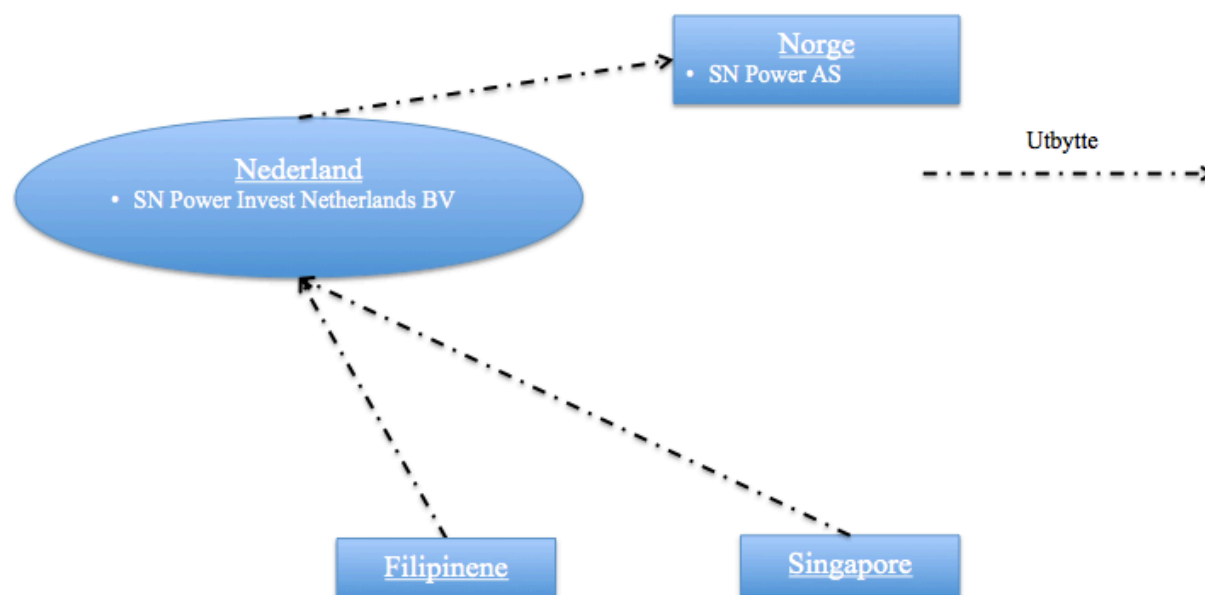 Norge
• SN Power AS
Utbytte
Nederland
• SN Power Invest Netherlands BV
Filipinene
Singapore